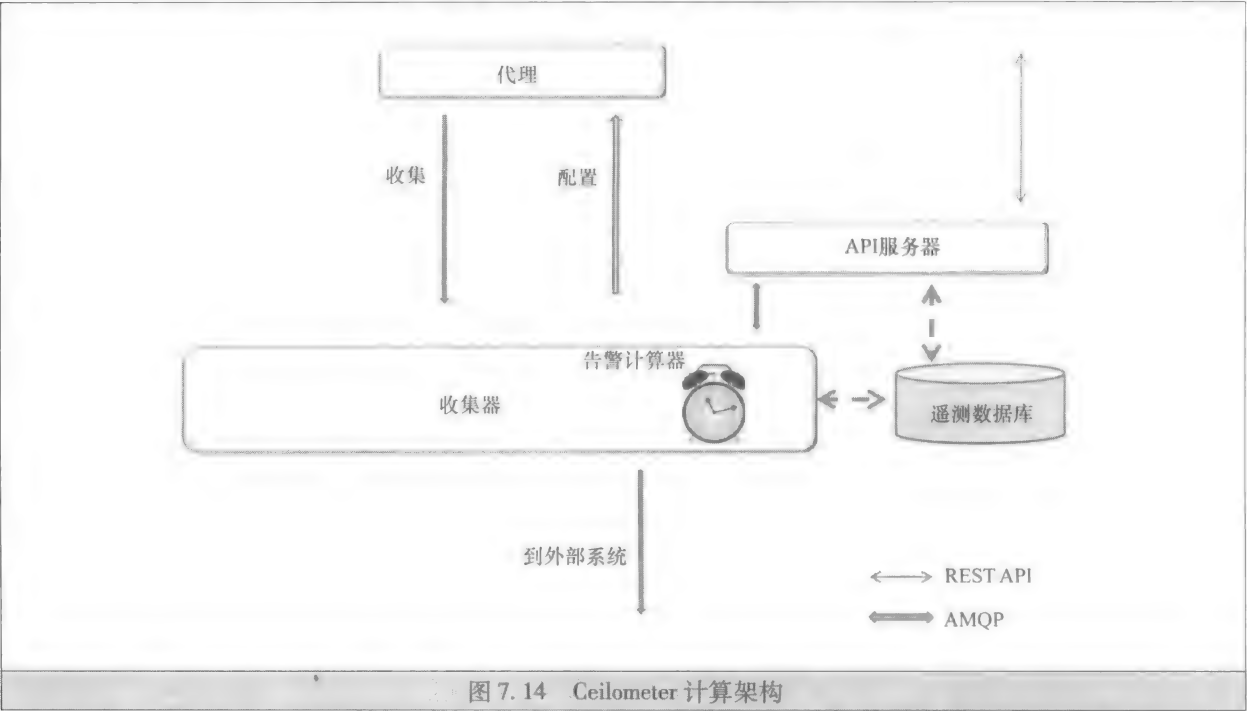 代理
收集
配置
API服务器
告警计算器
收集器
遥测数据库
到外部系统
REST API
AMQP
图 7.14 Ceilometer 计算架构